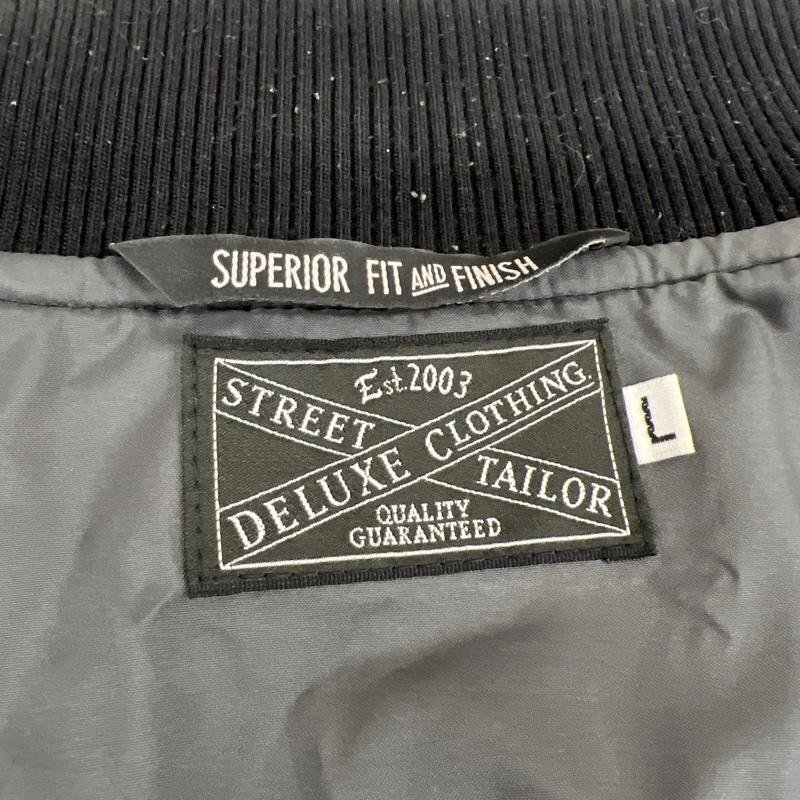 SUPERIOR FIT AND FINISH
Est.2003
STREET TAILOR
DELUXE CLOTHING.
QUALITY
GUARANTEED
L